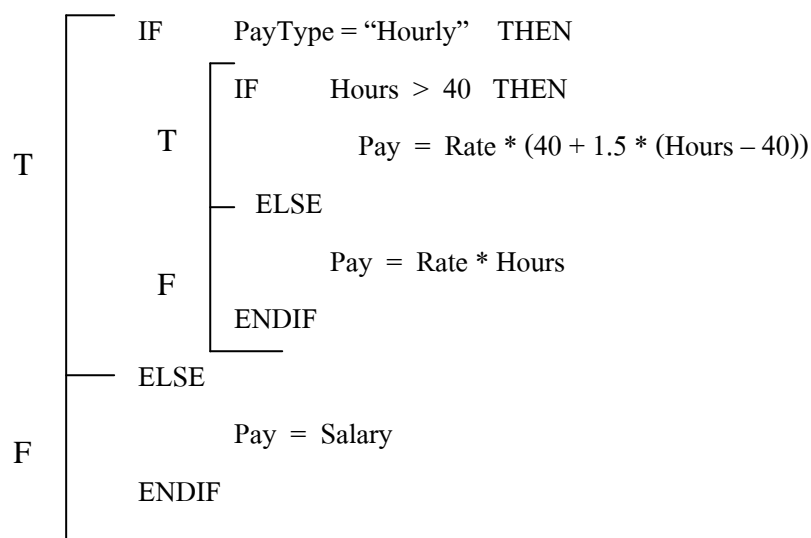 IF PayType = “Hourly” THEN
IF Hours > 40 THEN
T
Pay = Rate * (40 + 1.5 * (Hours – 40))
T
ELSE
Pay = Rate * Hours
F
ENDIF
ELSE
Pay = Salary
F
ENDIF